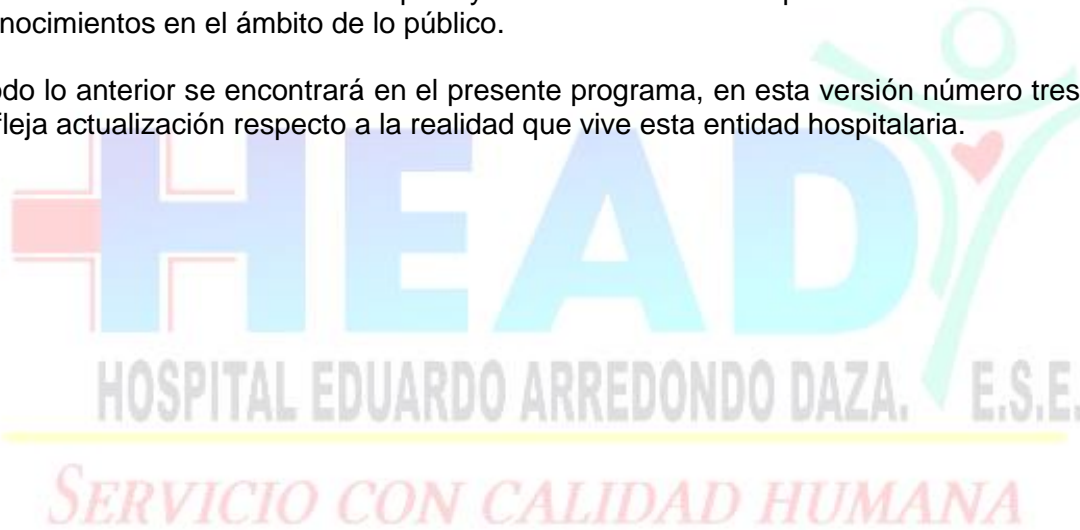 nocimientos en el ámbito de lo público.
odo lo anterior se encontrará en el presente programa, en esta versión número tres
fleja actualización respecto a la realidad que vive esta entidad hospitalaria.
HEAD
HOSPITAL EDUARDO ARREDONDO DAZA. E.S.E.
SERVICIO CON CALIDAD HUMANA